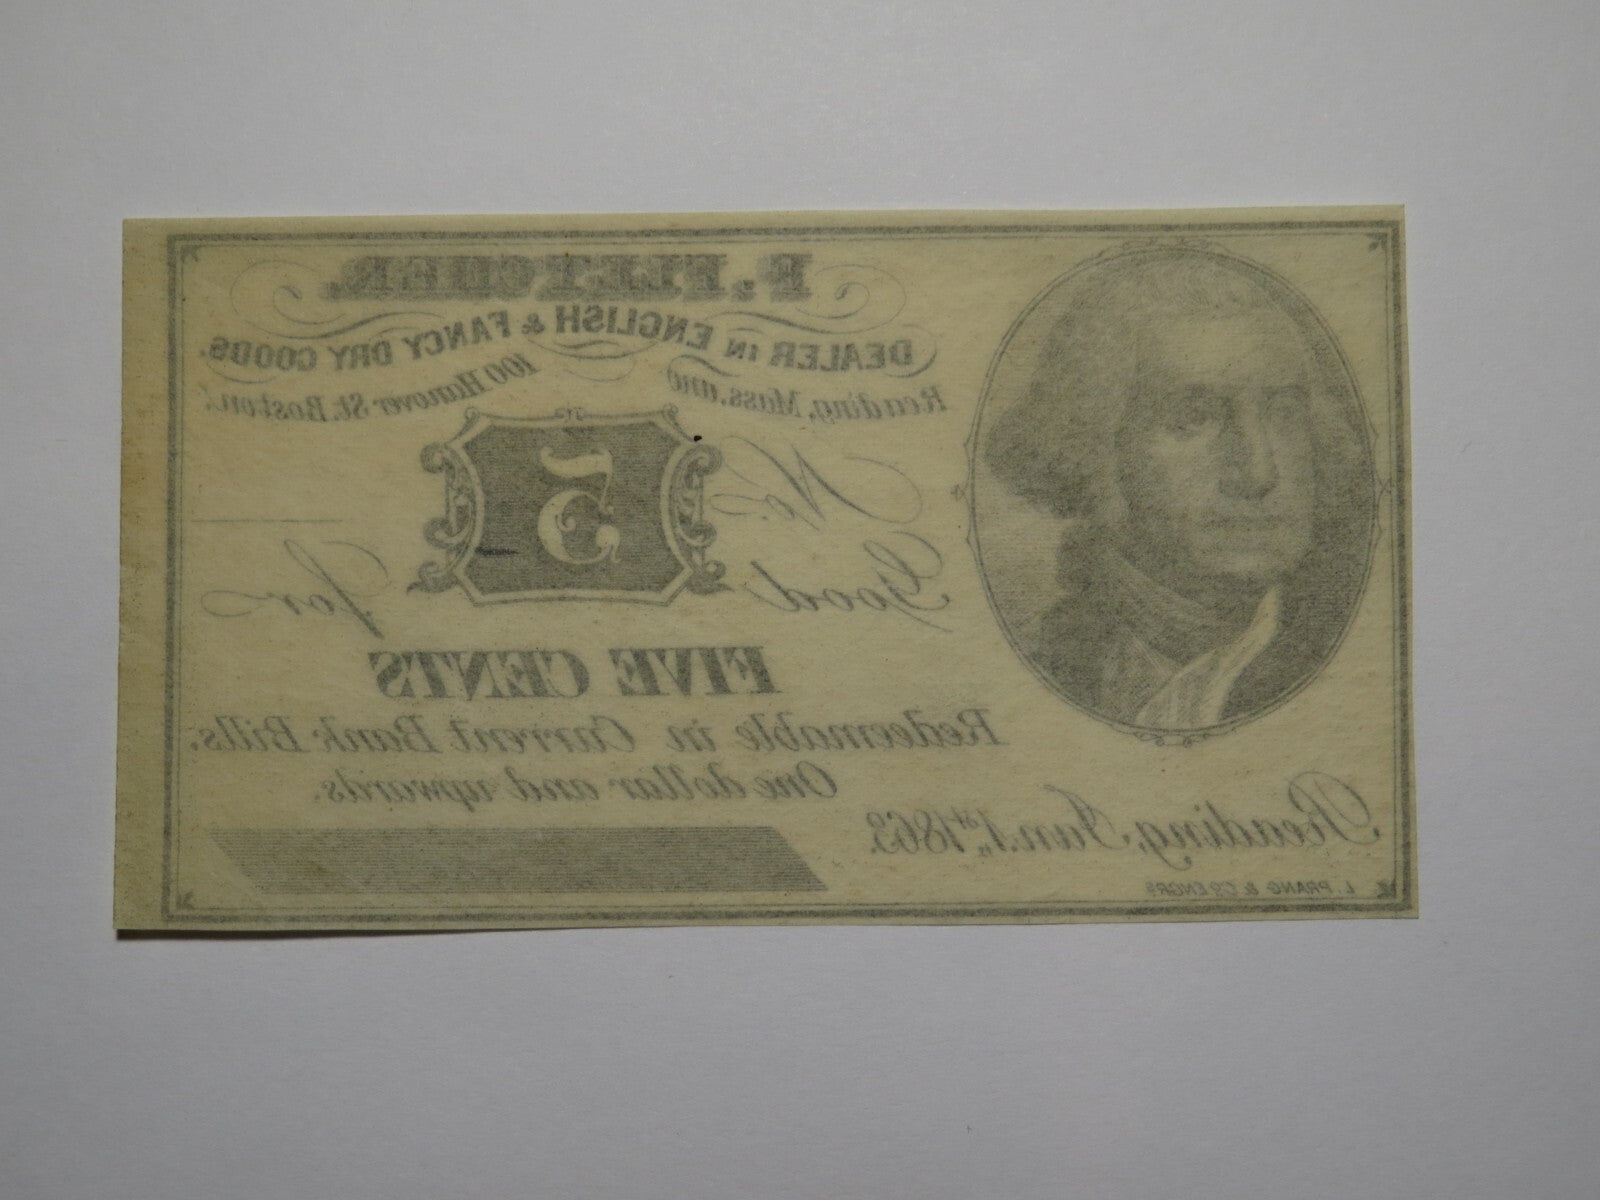 F. FLETCHER,
DEALER IN ENGLISH & FANCY DRY GOODS.
Reading, Mass. and 100 Hanover St. Boston.
No.
5
Good for
FIVE CENTS
Redeemable in Current Bank Bills.
One dollar and upwards.
Reading, Jan. 1st, 1863.
L. PRANG & CO ENGRS